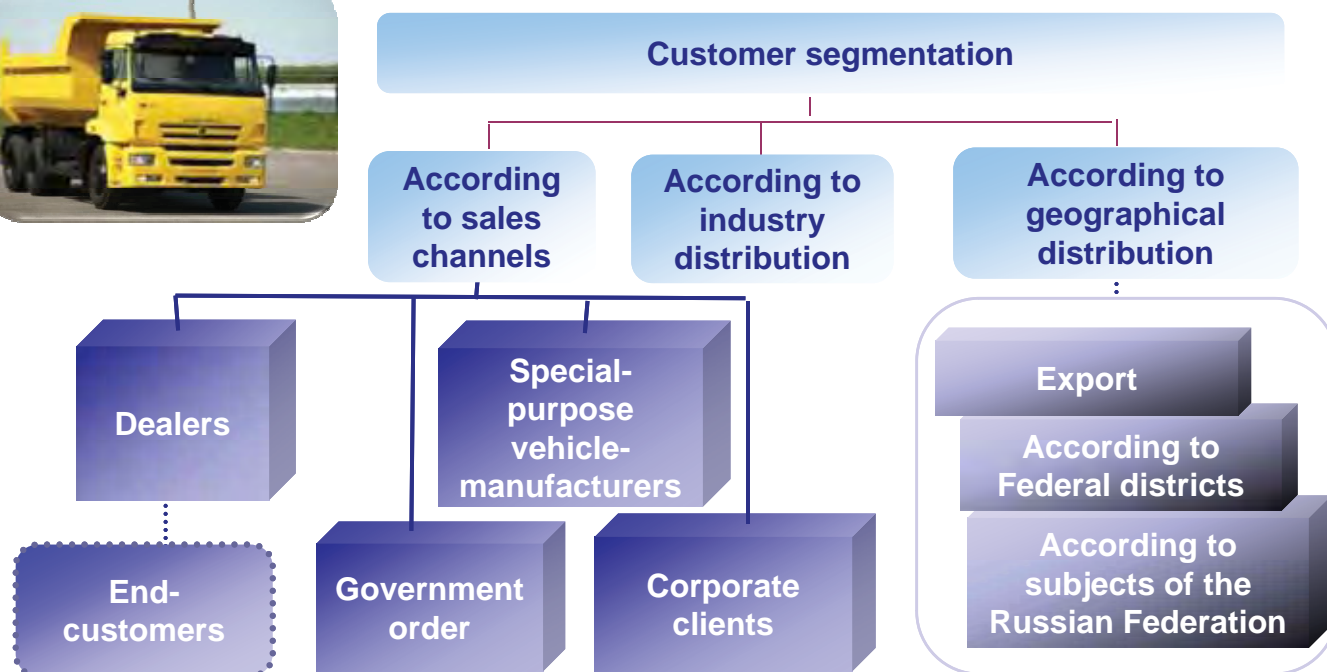 Customer segmentation
According
to sales
channels
According to
industry
distribution
According to
geographical
distribution
Dealers
Special-
purpose
vehicle-
manufacturers
Export
According to
Federal districts
According to
subjects of the
Russian Federation
End-
customers
Government
order
Corporate
clients